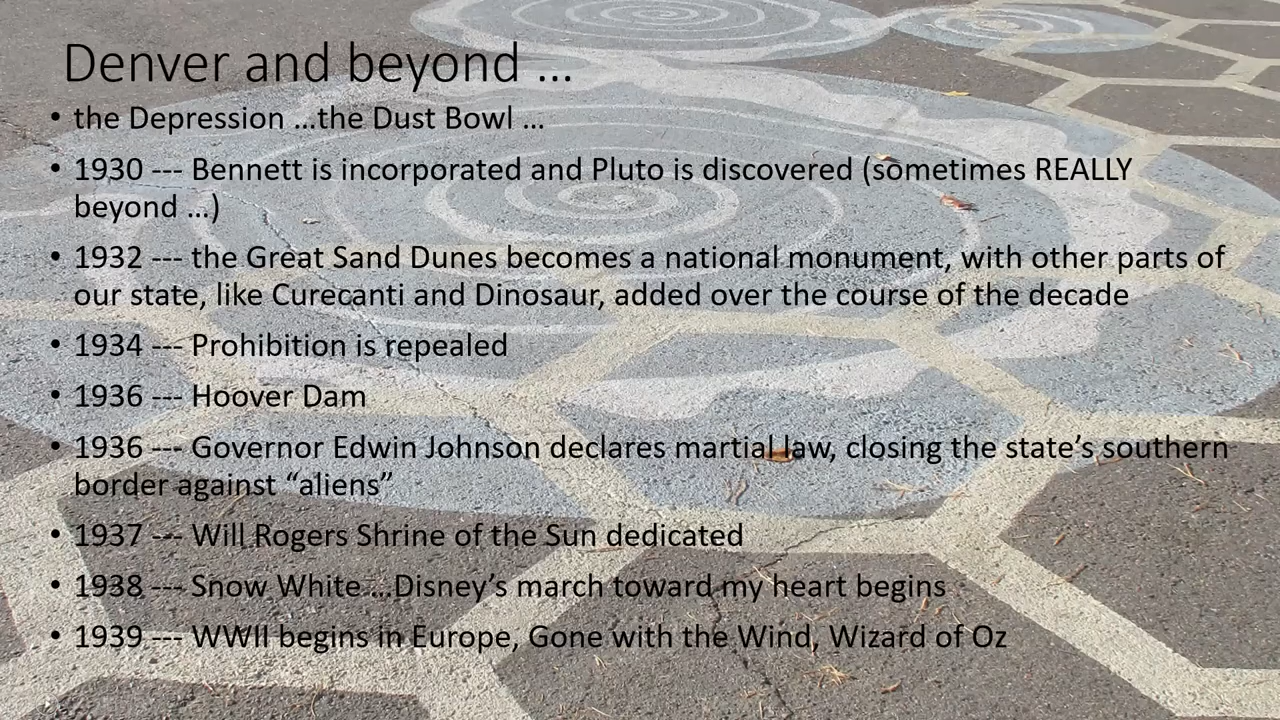 Denver and beyond …
• the Depression …the Dust Bowl …
• 1930 --- Bennett is incorporated and Pluto is discovered (sometimes REALLY
beyond …)
• 1932 --- the Great Sand Dunes becomes a national monument, with other parts of
our state, like Curecanti and Dinosaur, added over the course of the decade
• 1934 --- Prohibition is repealed
• 1936 --- Hoover Dam
• 1936 --- Governor Edwin Johnson declares martial law, closing the state’s southern
border against “aliens”
• 1937 --- Will Rogers Shrine of the Sun dedicated
• 1938 --- Snow White …Disney’s march toward my heart begins
• 1939 --- WWII begins in Europe, Gone with the Wind, Wizard of Oz